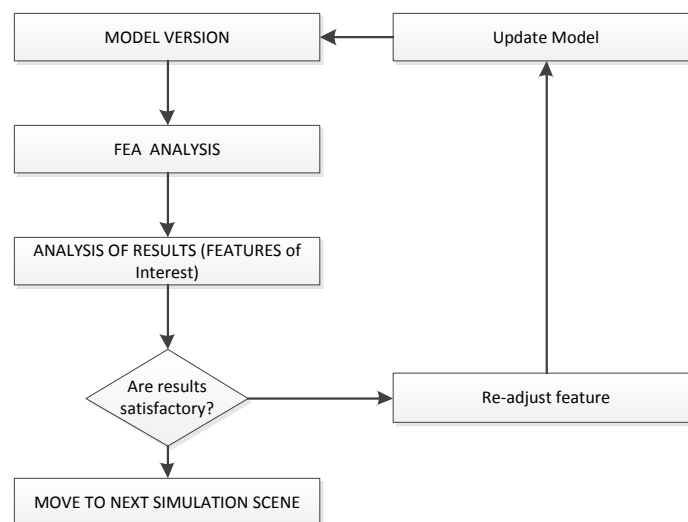 MODEL VERSION
Update Model
FEA ANALYSIS
ANALYSIS OF RESULTS (FEATURES of
Interest)
Are results
satisfactory?
Re-adjust feature
MOVE TO NEXT SIMULATION SCENE